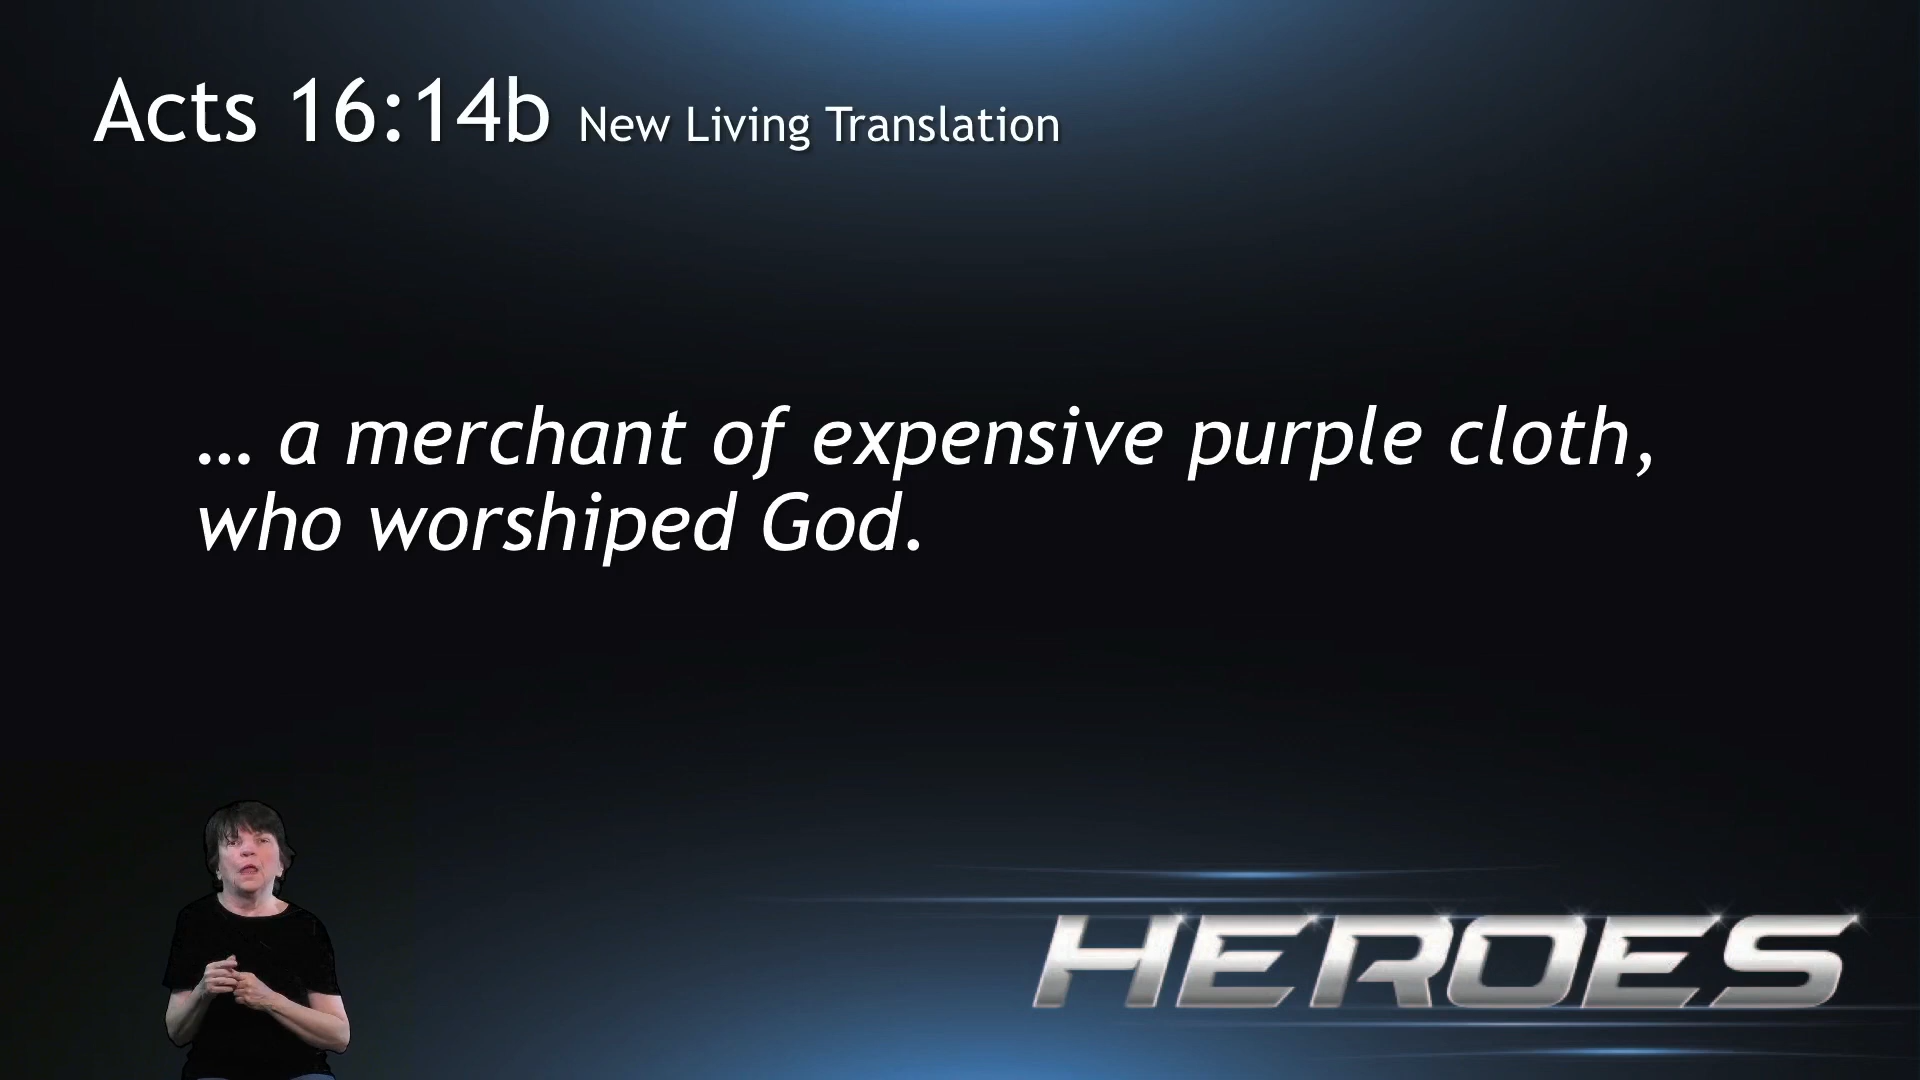 Acts 16:14b New Living Translation
… a merchant of expensive purple cloth,
who worshiped God.
HEROES